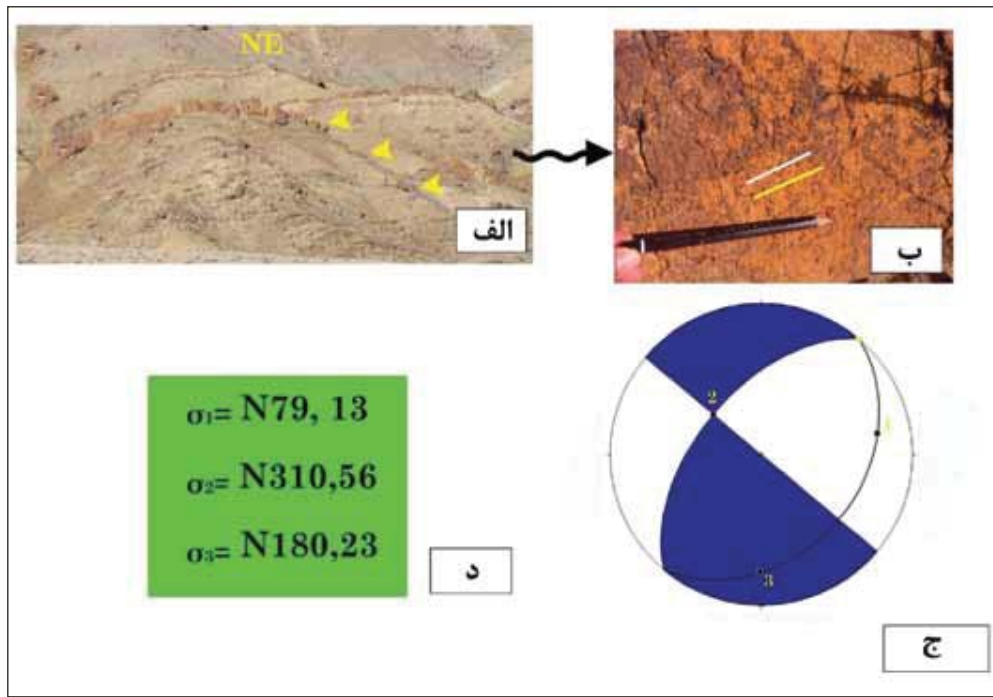 NE
الف
ب
2
1
3
σ1= N79, 13
σ2= N310,56
σ3= N180,23
د
ج